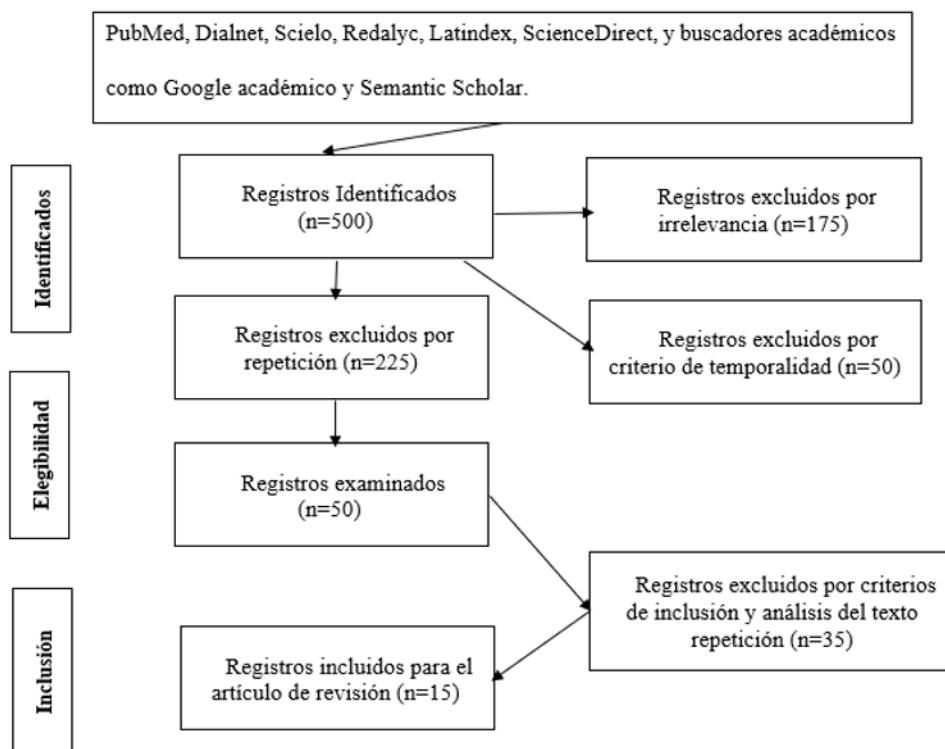 PubMed, Dialnet, Scielo, Redalyc, Latindex, ScienceDirect, y buscadores académicos
como Google académico y Semantic Scholar.
Identificados
Registros Identificados
(n=500)
Registros excluidos por
irrelevancia (n=175)
Registros excluidos por
repetición (n=225)
Registros excluidos por
criterio de temporalidad (n=50)
Elegibilidad
Registros examinados
(n=50)
Registros excluidos por criterios
de inclusión y análisis del texto
repetición (n=35)
Inclusión
Registros incluidos para el
artículo de revisión (n=15)